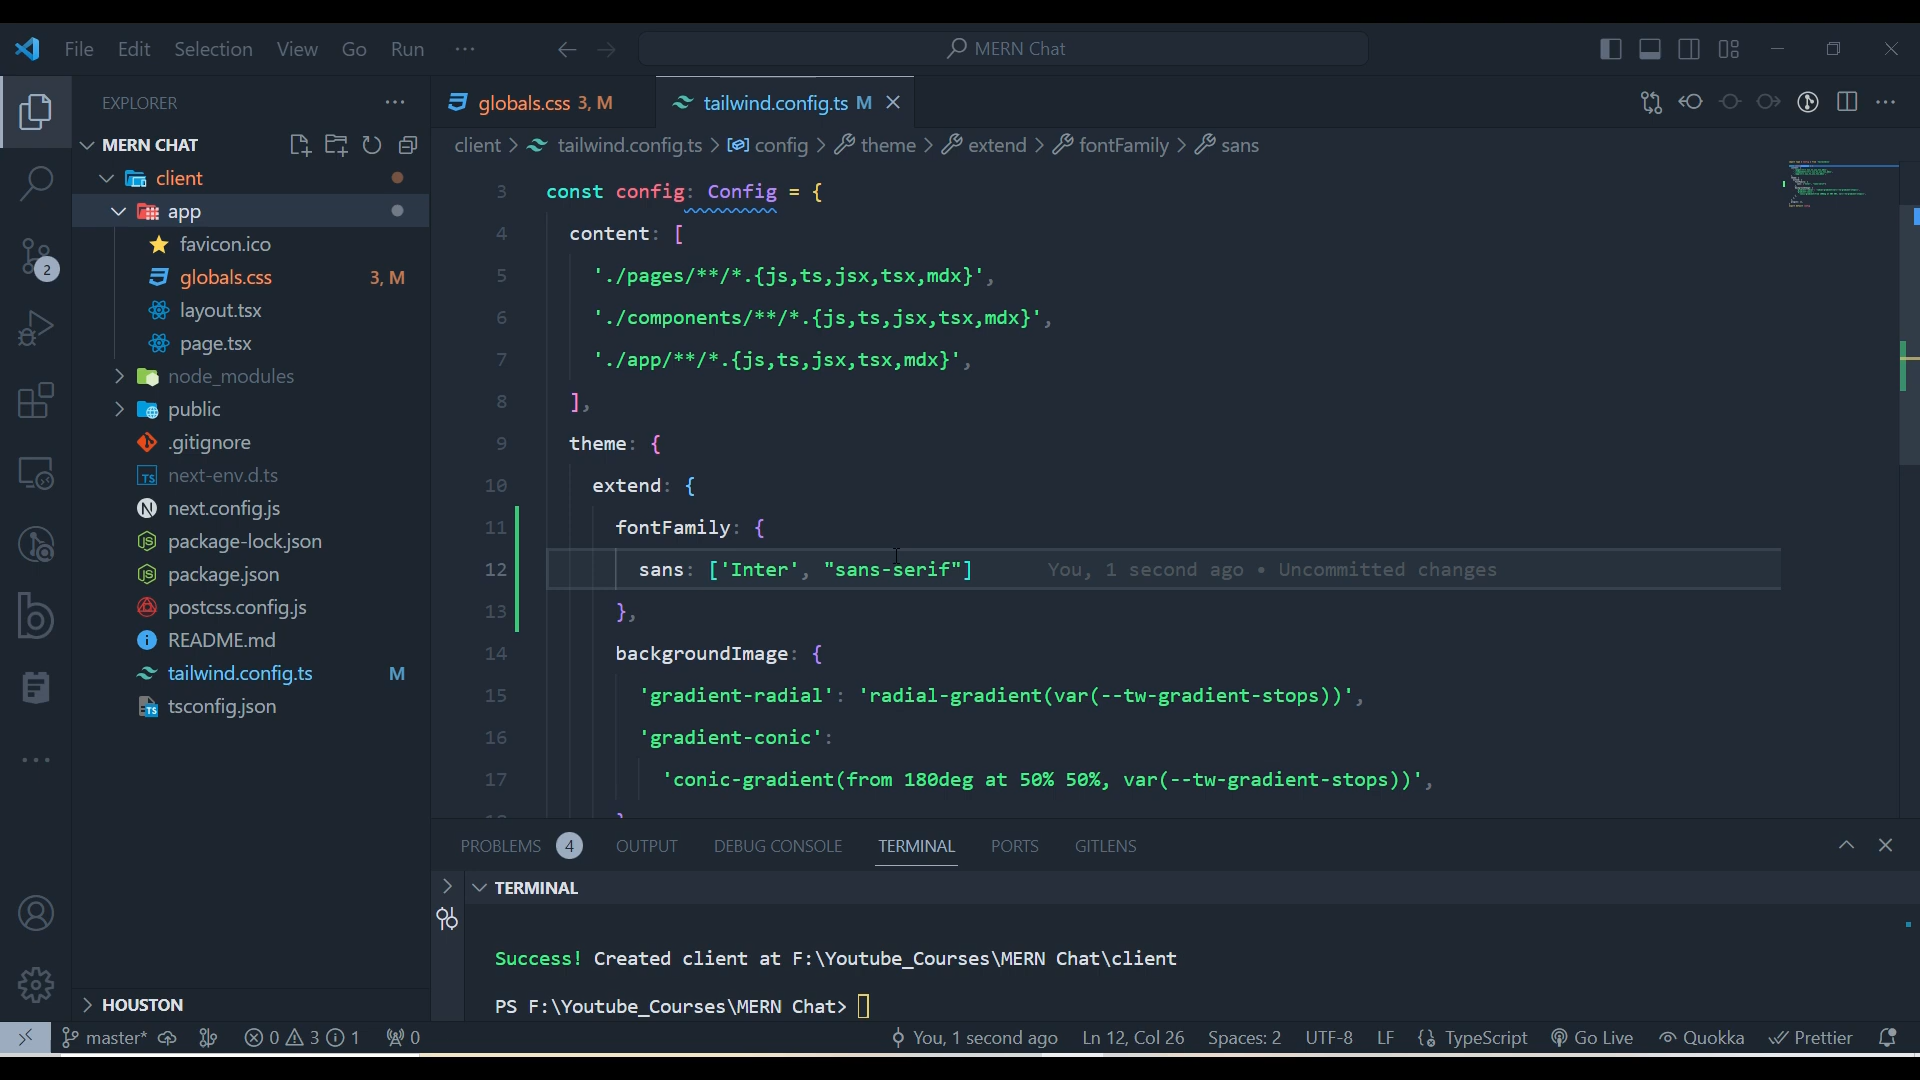 File Edit Selection View Go Run ··· MERN Chat
EXPLORER
MERN CHAT
client
app
favicon.ico
globals.css 3, M
layout.tsx
page.tsx
node_modules
public
.gitignore
next-env.d.ts
next.config.js
package-lock.json
package.json
postcss.config.js
README.md
tailwind.config.ts M
tsconfig.json
HOUSTON
2
globals.css 3, M tailwind.config.ts M
client > tailwind.config.ts > config > theme > extend > fontFamily > sans
3 const config: Config = {
4 content: [
5 './pages/**/*.{js,ts,jsx,tsx,mdx}',
6 './components/**/*.{js,ts,jsx,tsx,mdx}',
7 './app/**/*.{js,ts,jsx,tsx,mdx}',
8 ],
9 theme: {
10 extend: {
11 fontFamily: {
12 sans: ['Inter', "sans-serif"] You, 1 second ago • Uncommitted changes
13 },
14 backgroundImage: {
15 'gradient-radial': 'radial-gradient(var(--tw-gradient-stops))',
16 'gradient-conic':
17 'conic-gradient(from 180deg at 50% 50%, var(--tw-gradient-stops))',
PROBLEMS 4 OUTPUT DEBUG CONSOLE TERMINAL PORTS GITLENS
TERMINAL
Success! Created client at F:\Youtube_Courses\MERN Chat\client
PS F:\Youtube_Courses\MERN Chat>
master* 0 3 1 0 You, 1 second ago Ln 12, Col 26 Spaces: 2 UTF-8 LF {} TypeScript Go Live Quokka Prettier